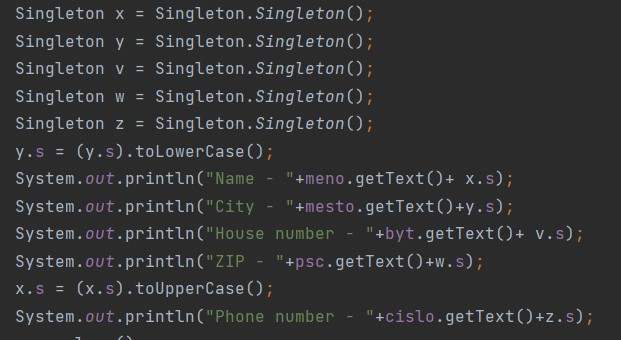 Singleton x = Singleton.Singleton();
Singleton y = Singleton.Singleton();
Singleton v = Singleton.Singleton();
Singleton w = Singleton.Singleton();
Singleton z = Singleton.Singleton();
y.s = (y.s).toLowerCase();
System.out.println("Name - "+meno.getText()+ x.s);
System.out.println("City - "+mesto.getText()+y.s);
System.out.println("House number - "+byt.getText()+ v.s);
System.out.println("ZIP - "+psc.getText()+w.s);
x.s = (x.s).toUpperCase();
System.out.println("Phone number - "+cislo.getText()+z.s);